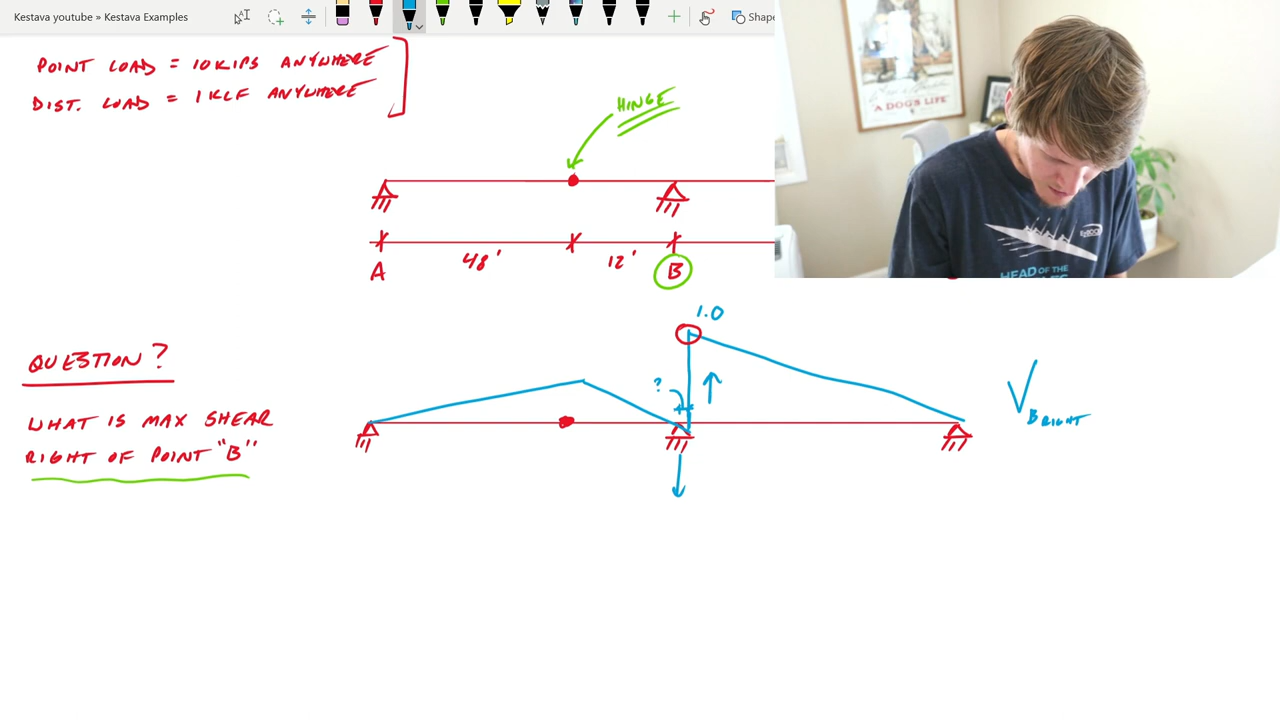 Kestava youtube » Kestava Examples
Shape
POINT LOAD = 10 KIPS ANYWHERE
DIST. LOAD = 1 KLF ANYWHERE
HINGE
A DOG'S LIFE
HEAD OF THE
48'
12'
A
B
1.0
QUESTION?
?
WHAT IS MAX SHEAR
RIGHT OF POINT "B"
V B RIGHT